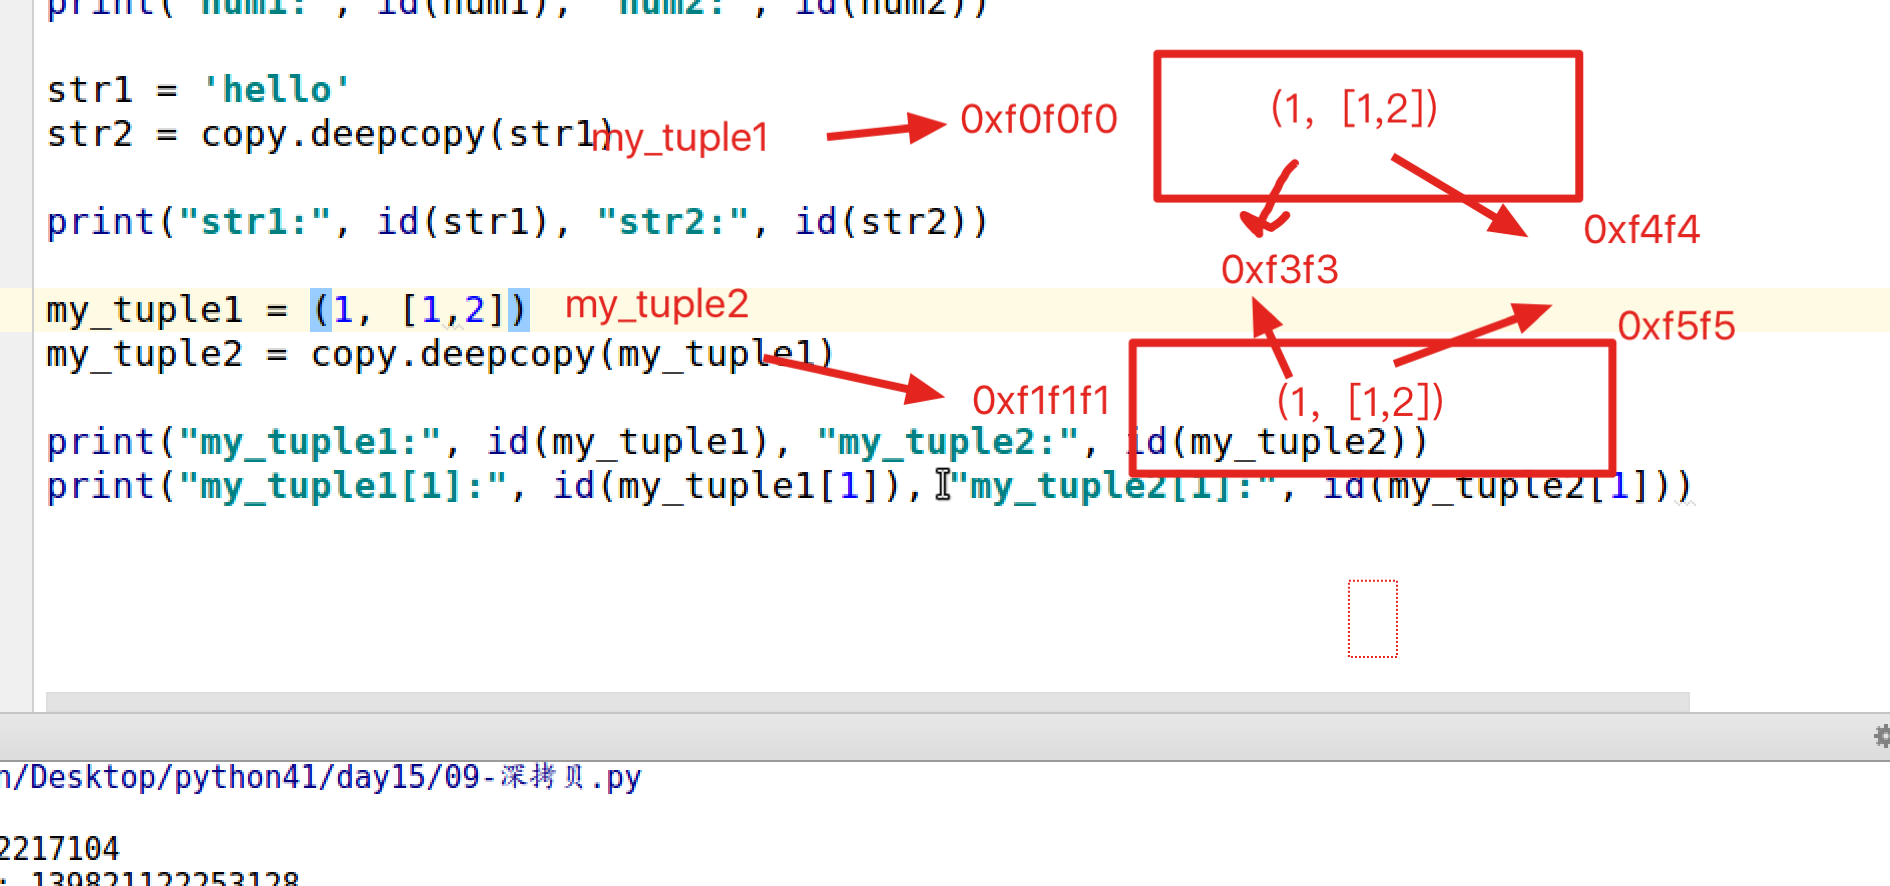 print("num1:", id(num1), "num2:", id(num2))
str1 = 'hello'
str2 = copy.deepcopy(str1)
my_tuple1
0xf0f0f0
(1, [1,2])
print("str1:", id(str1), "str2:", id(str2))
0xf4f4
0xf3f3
my_tuple1 = (1, [1,2])
my_tuple2
0xf5f5
my_tuple2 = copy.deepcopy(my_tuple1)
0xf1f1f1
(1, [1,2])
print("my_tuple1:", id(my_tuple1), "my_tuple2:", id(my_tuple2))
print("my_tuple1[1]:", id(my_tuple1[1]), "my_tuple2[1]:", id(my_tuple2[1]))
n/Desktop/python41/day15/09-深拷贝.py
2217104
: 139821122253128